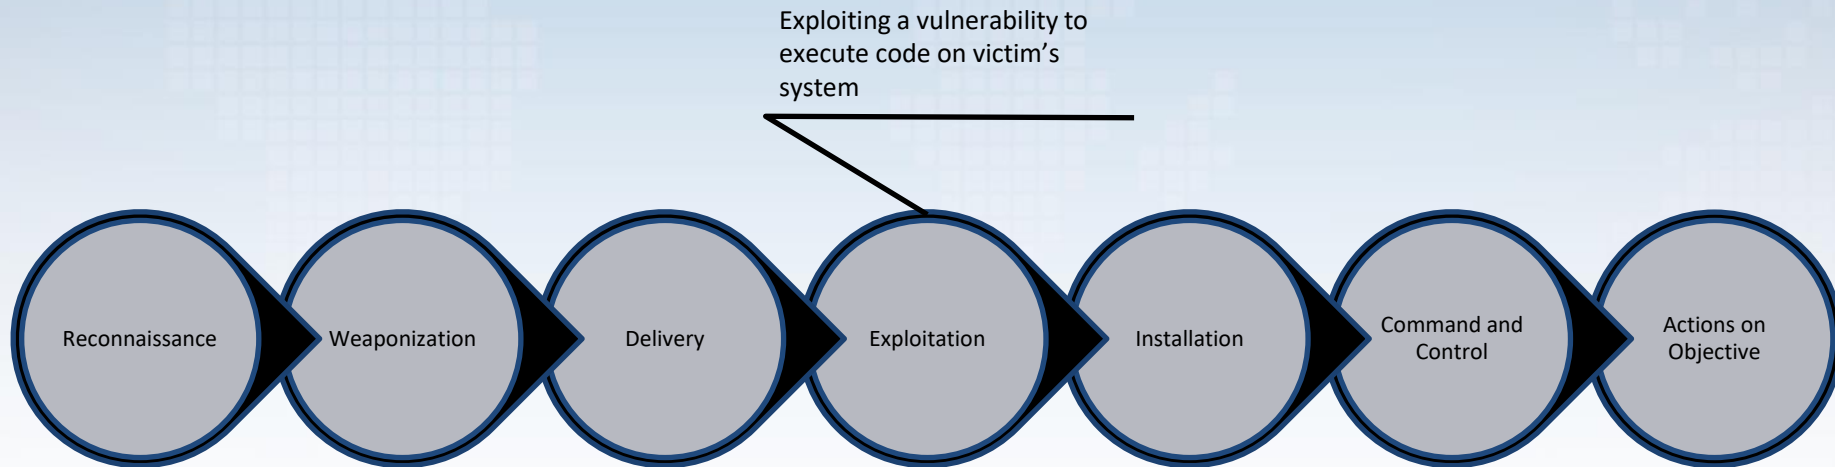 Exploiting a vulnerability to
execute code on victim’s
system
Reconnaissance
Weaponization
Delivery
Exploitation
Installation
Command and
Control
Actions on
Objective